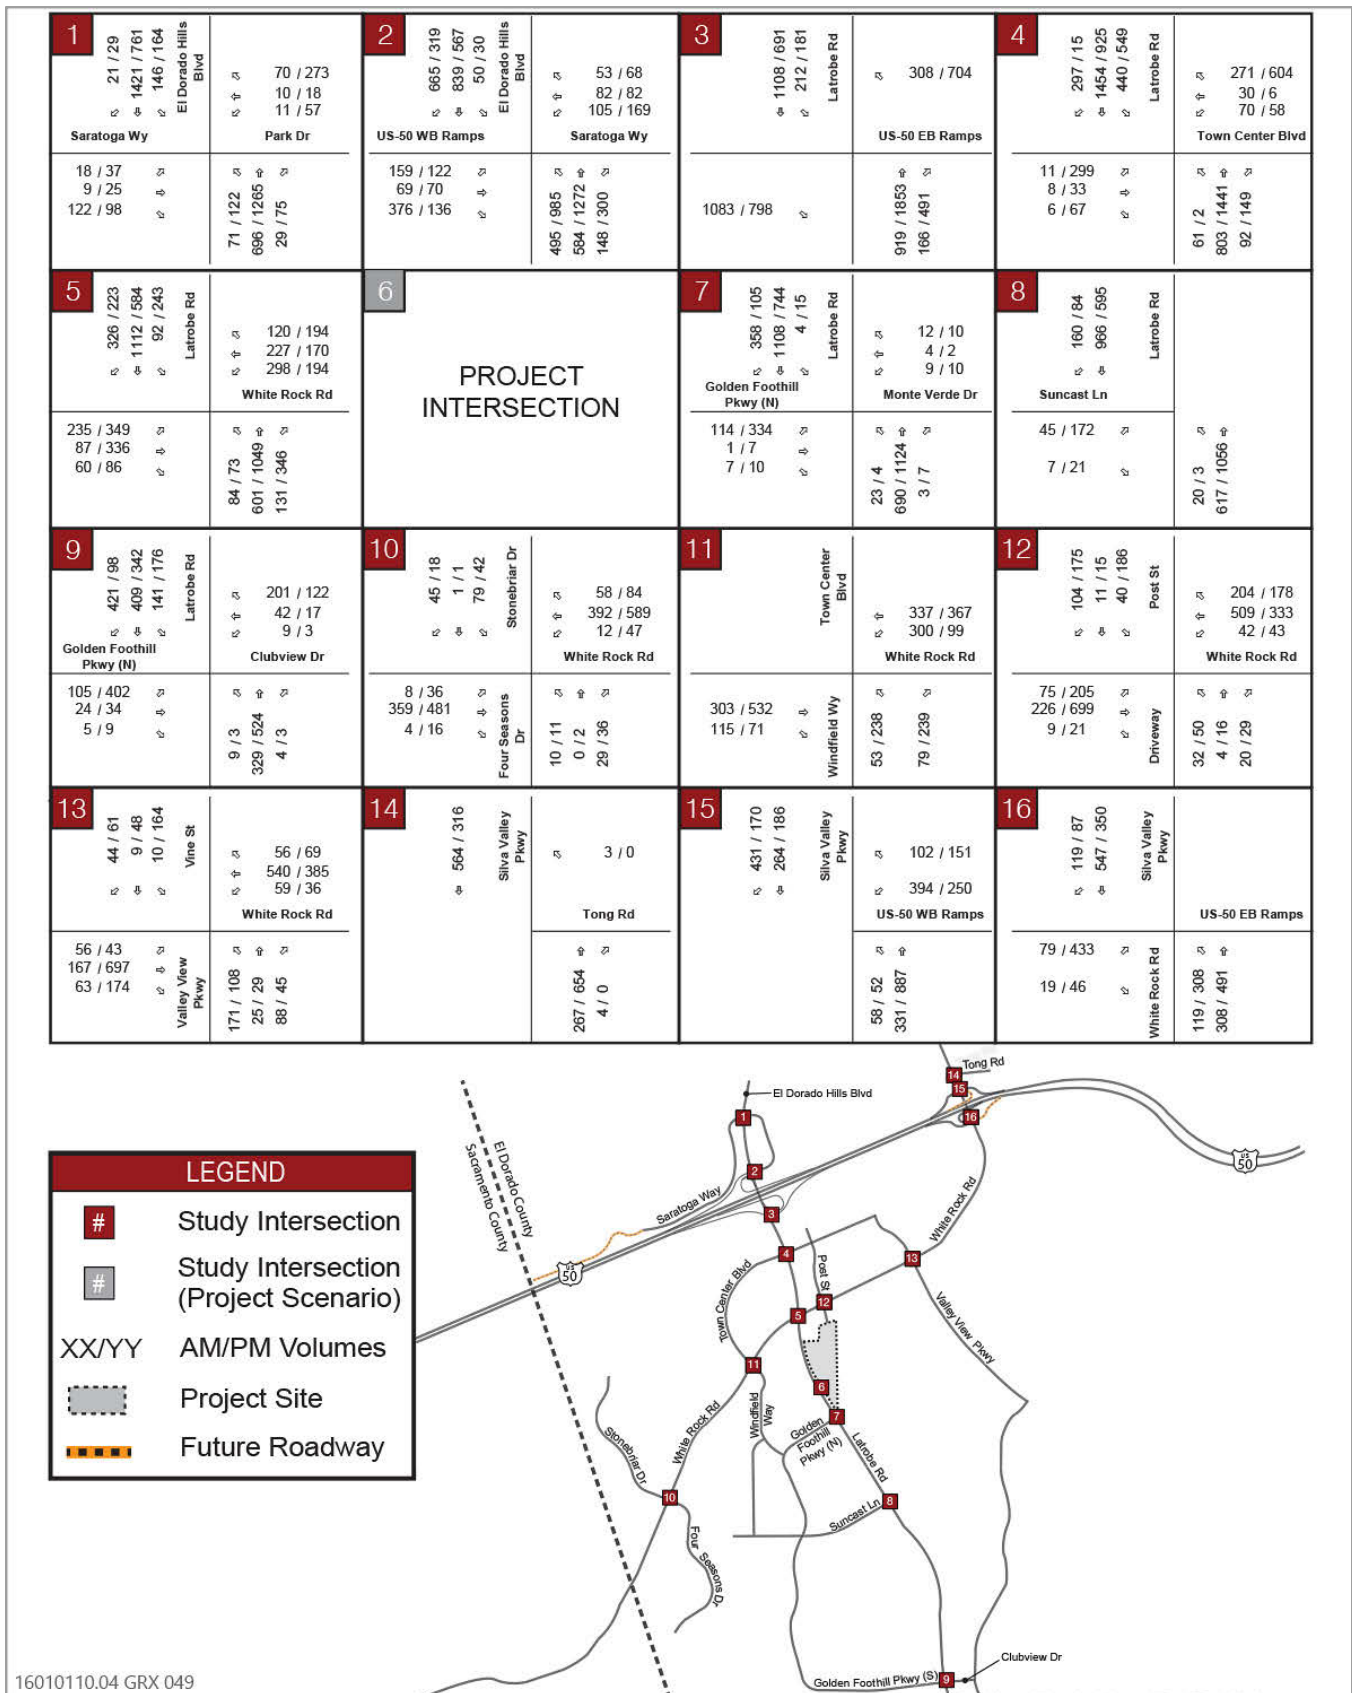 1
21 / 29
1421 / 761
146 / 164
El Dorado Hills
Blvd
70 / 273
10 / 18
11 / 57
Saratoga Wy
Park Dr
18 / 37
9 / 25
122 / 98
71 / 122
696 / 1265
29 / 75
2
665 / 319
839 / 567
50 / 30
El Dorado Hills
Blvd
53 / 68
82 / 82
105 / 169
US-50 WB Ramps
Saratoga Wy
159 / 122
69 / 70
376 / 136
495 / 985
584 / 1272
148 / 300
3
1108 / 691
212 / 181
Latrobe Rd
308 / 704
US-50 EB Ramps
1083 / 798
919 / 1853
166 / 491
4
297 / 15
1454 / 925
440 / 549
Latrobe Rd
271 / 604
30 / 6
70 / 58
Town Center Blvd
11 / 299
8 / 33
6 / 67
61 / 2
803 / 1441
92 / 149
5
326 / 223
1112 / 584
92 / 243
Latrobe Rd
120 / 194
227 / 170
298 / 194
White Rock Rd
235 / 349
87 / 336
60 / 86
84 / 73
601 / 1049
131 / 346
6
PROJECT
INTERSECTION
7
358 / 105
1108 / 744
4 / 15
Latrobe Rd
12 / 10
4 / 2
9 / 10
Golden Foothill
Pkwy (N)
Monte Verde Dr
114 / 334
1 / 7
7 / 10
23 / 4
690 / 1124
3 / 7
8
160 / 84
966 / 595
Latrobe Rd
Suncast Ln
45 / 172
7 / 21
20 / 3
617 / 1056
9
421 / 98
409 / 342
141 / 176
Latrobe Rd
201 / 122
42 / 17
9 / 3
Golden Foothill
Pkwy (N)
Clubview Dr
105 / 402
24 / 34
5 / 9
9 / 3
329 / 524
4 / 3
10
45 / 18
1 / 1
79 / 42
Stonebriar Dr
58 / 84
392 / 589
12 / 47
White Rock Rd
8 / 36
359 / 481
4 / 16
Four Seasons
Dr
10 / 11
0 / 2
29 / 36
11
Town Center
Blvd
337 / 367
300 / 99
White Rock Rd
303 / 532
115 / 71
Windfield Wy
53 / 238
79 / 239
12
104 / 175
11 / 15
40 / 186
Post St
204 / 178
509 / 333
42 / 43
White Rock Rd
75 / 205
226 / 699
9 / 21
Driveway
32 / 50
4 / 16
20 / 29
13
44 / 61
9 / 48
10 / 164
Vine St
56 / 69
540 / 385
59 / 36
White Rock Rd
56 / 43
167 / 697
63 / 174
Valley View
Pkwy
171 / 108
25 / 29
88 / 45
14
564 / 316
Silva Valley
Pkwy
3 / 0
Tong Rd
267 / 654
4 / 0
15
431 / 170
264 / 186
Silva Valley
Pkwy
102 / 151
394 / 250
US-50 WB Ramps
58 / 52
331 / 887
16
119 / 87
547 / 350
Silva Valley
Pkwy
US-50 EB Ramps
79 / 433
19 / 46
White Rock Rd
119 / 308
308 / 491
14
Tong Rd
15
El Dorado Hills Blvd
1
16
El Dorado County
Sacramento County
2
US
50
Saratoga Way
3
White Rock Rd
4
US
50
Post St
13
Town Center Blvd
12
5
Valley View Pkwy
11
6
Windfield
Way
7
Golden
Foothill
Pkwy (N)
White Rock Rd
Latrobe Rd
Stonebriar Dr
10
8
Suncast Ln
Four Seasons Dr
Clubview Dr
Golden Foothill Pkwy (S)
9
LEGEND
# Study Intersection
# Study Intersection
(Project Scenario)
XX/YY AM/PM Volumes
Project Site
Future Roadway
16010110.04 GRX 049